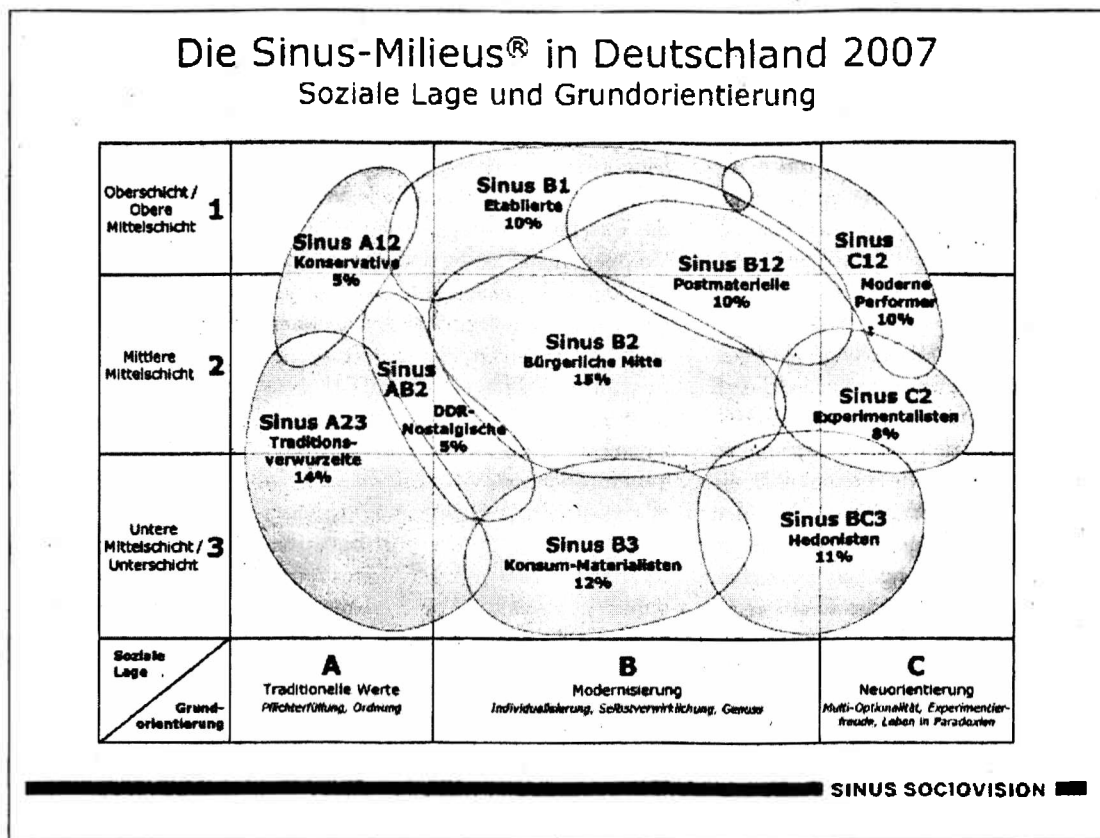 Die Sinus-Milieus® in Deutschland 2007
Soziale Lage und Grundorientierung
Oberschicht /
Obere
Mittelschicht
1
Sinus B1
Etablierte
10%
Sinus A12
Konservative
5%
Sinus B12
Postmaterielle
10%
Sinus
C12
Moderne
Performer
10%
Mittlere
Mittelschicht
2
Sinus B2
Bürgerliche Mitte
15%
Sinus
AB2
DDR-
Nostalgische
5%
Sinus A23
Traditions-
verwurzelte
14%
Sinus C2
Experimentalisten
8%
Untere
Mittelschicht /
Unterschicht
3
Sinus B3
Konsum-Materialisten
12%
Sinus BC3
Hedonisten
11%
Soziale
Lage
Grund-
orientierung
A
Traditionelle Werte
Pflichterfüllung, Ordnung
B
Modernisierung
Individualisierung, Selbstverwirklichung, Genuss
C
Neuorientierung
Multi-Optionalität, Experimentier-
freude, Leben in Paradoxien
SINUS SOCIOVISION